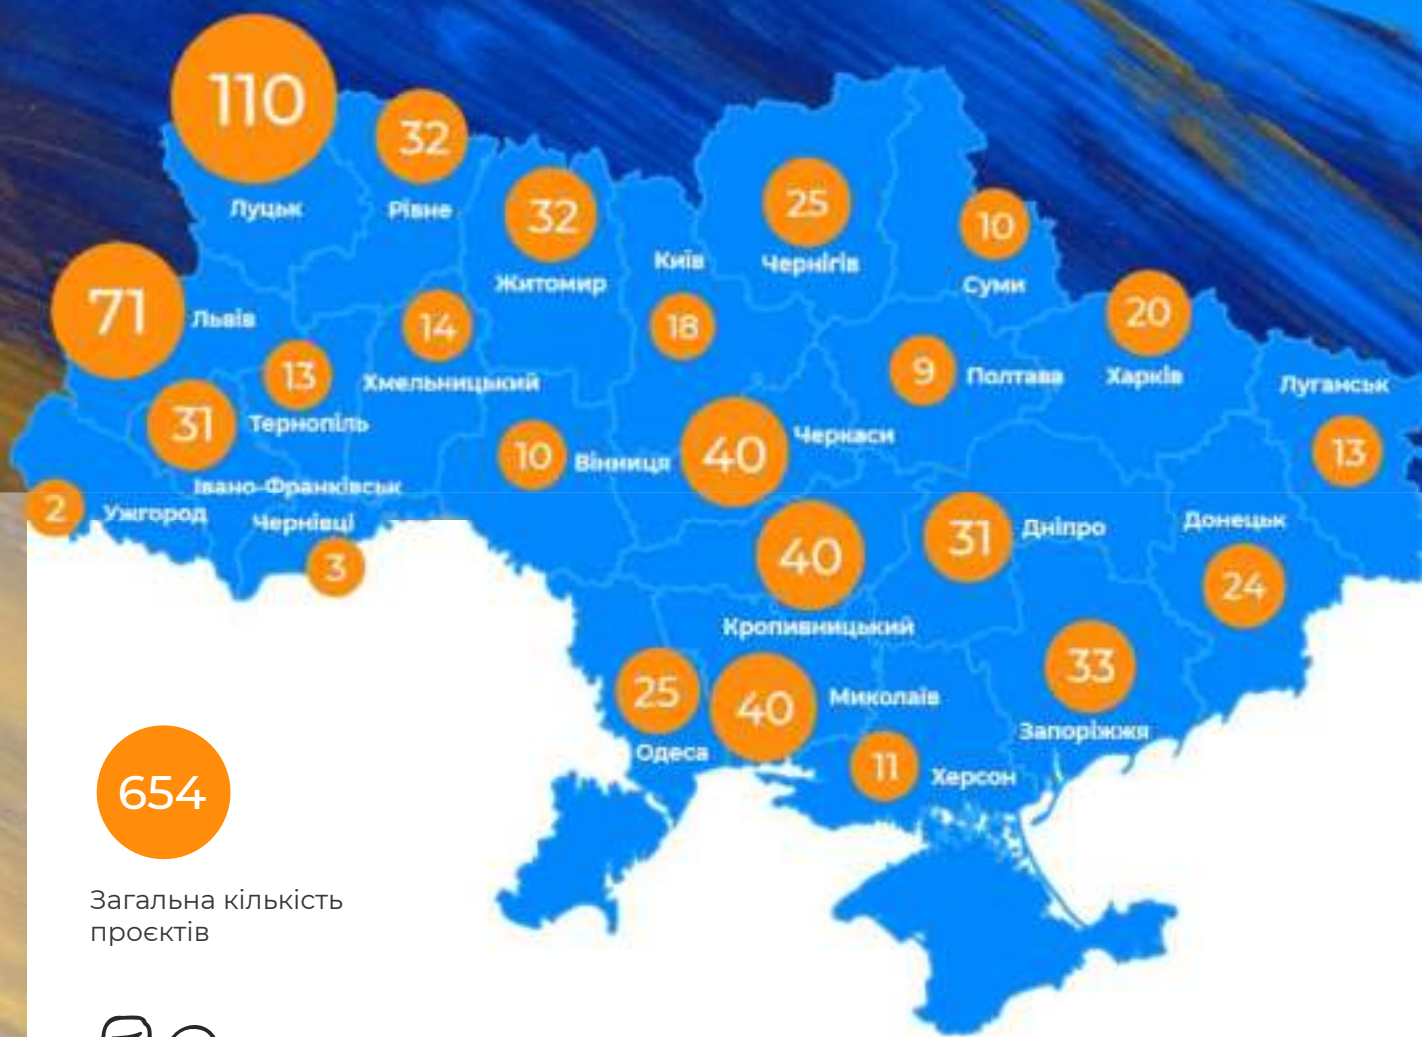 110
32
Луцьк
Рівне
32
Житомир
Київ
25
Чернігів
10
Суми
71
Львів
14
Хмельницький
18
20
Харків
13
Тернопіль
9
Полтава
Луганськ
13
31
Івано-Франківськ
10
Вінниця
40
Черкаси
2
Ужгород
Чернівці
3
40
Кропивницький
31
Дніпро
Донецьк
24
25
Одеса
40
Миколаїв
33
Запоріжжя
11
Херсон
654
Загальна кількість
проєктів